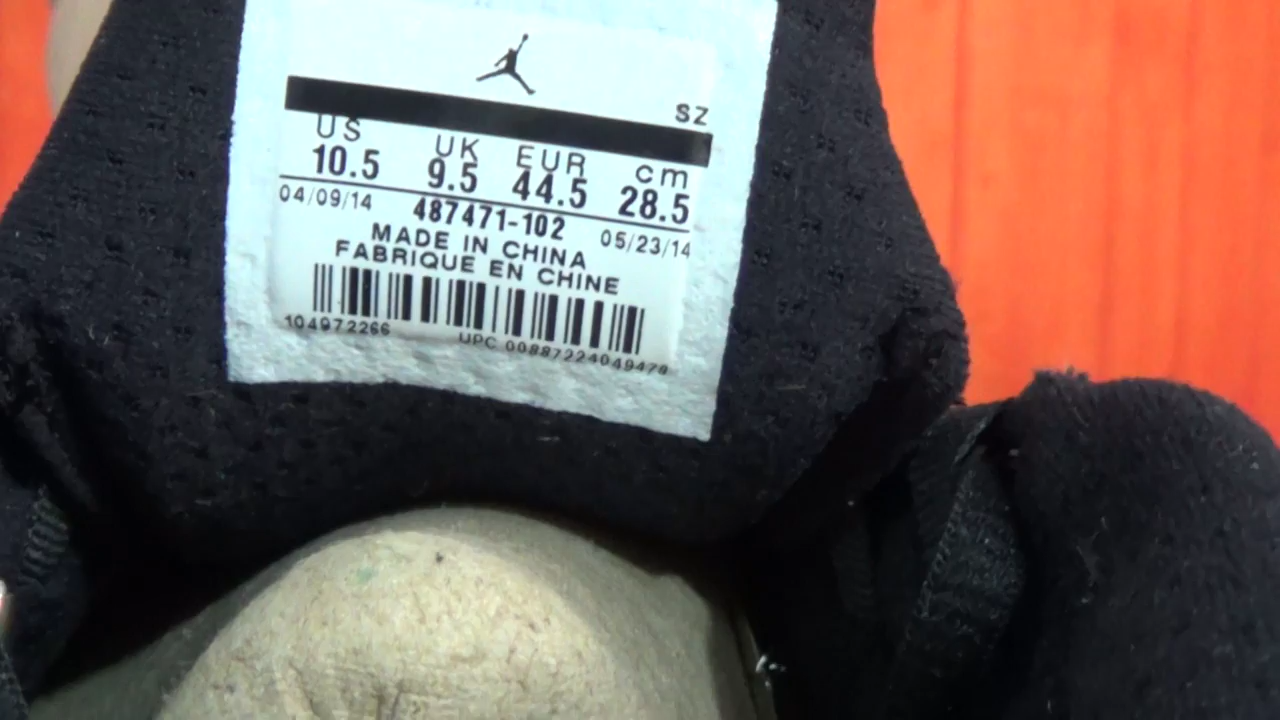 SZ
US UK EUR cm
10.5 9.5 44.5 28.5
04/09/14 487471-102 05/23/14
MADE IN CHINA
FABRIQUE EN CHINE
104972266 UPC 00887224049479